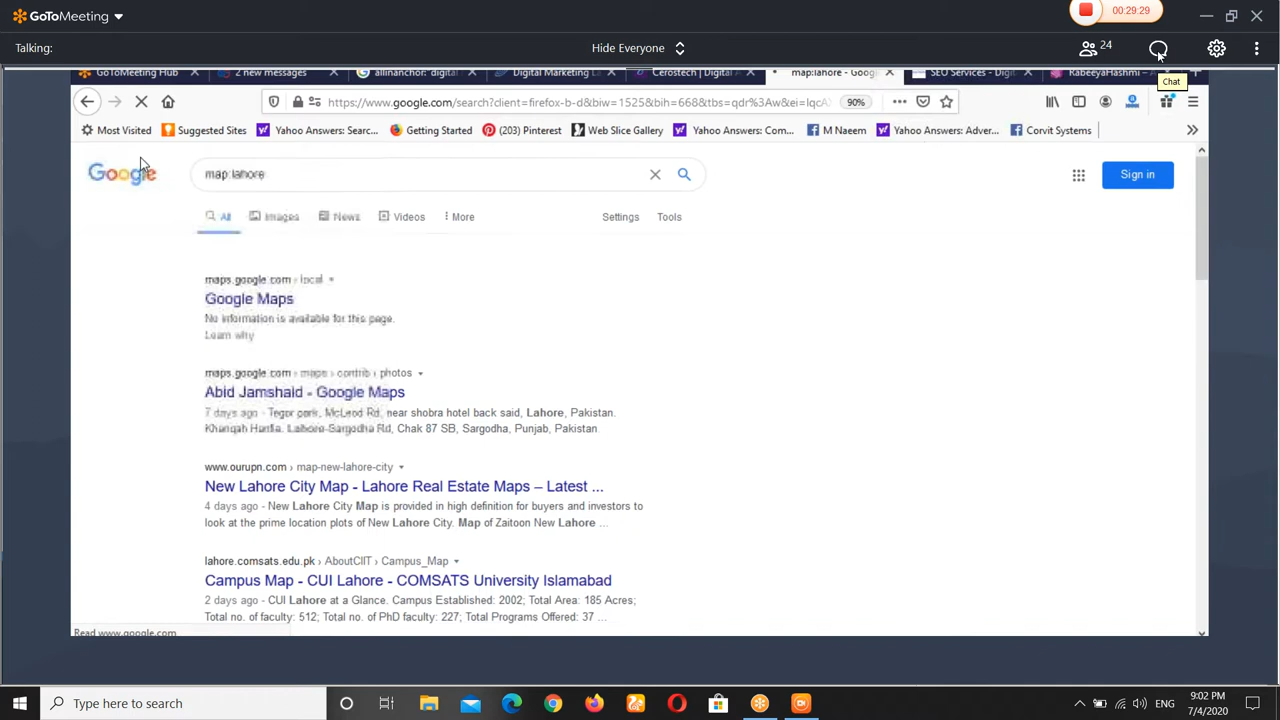 GoToMeeting
00:29:29
Talking:
Hide Everyone
24
Chat
GoToMeeting Hub
2 new messages
allinanchor: "digital
Digital Marketing
Cerostech | Digital
map:lahore - Google
SEO Services - Digit
RabeeyaHashmi –
https://www.google.com/search?client=firefox-b-d&biw=1525&bih=668&tbs=qdr%3Aw&ei=IqcA
90%
Most Visited
Suggested Sites
Yahoo Answers: Searc...
Getting Started
(203) Pinterest
Web Slice Gallery
Yahoo Answers: Com...
M Naeem
Yahoo Answers: Adver...
Corvit Systems
Google
map:lahore
Sign in
All
Images
News
Videos
More
Settings
Tools
maps.google.com › local
Google Maps
No information is available for this page.
Learn why
maps.google.com › maps › contrib › photos
Abid Jamshaid - Google Maps
7 days ago - Tegor park, McLeod Rd, near shobra hotel back said, Lahore, Pakistan.
Khanqah Hanfia. Lahore-Sargodha Rd, Chak 87 SB, Sargodha, Punjab, Pakistan.
www.ourupn.com › map-new-lahore-city
New Lahore City Map - Lahore Real Estate Maps – Latest ...
4 days ago - New Lahore City Map is provided in high definition for buyers and investors to
look at the prime location plots of New Lahore City. Map of Zaitoon New Lahore ...
lahore.comsats.edu.pk › AboutCIIT › Campus_Map
Campus Map - CUI Lahore - COMSATS University Islamabad
2 days ago - CUI Lahore at a Glance. Campus Established: 2002; Total Area: 185 Acres;
Total no. of faculty: 512; Total no. of PhD faculty: 227; Total Programs Offered: 37 ...
Read www.google.com
Type here to search
ENG
9:02 PM
7/4/2020